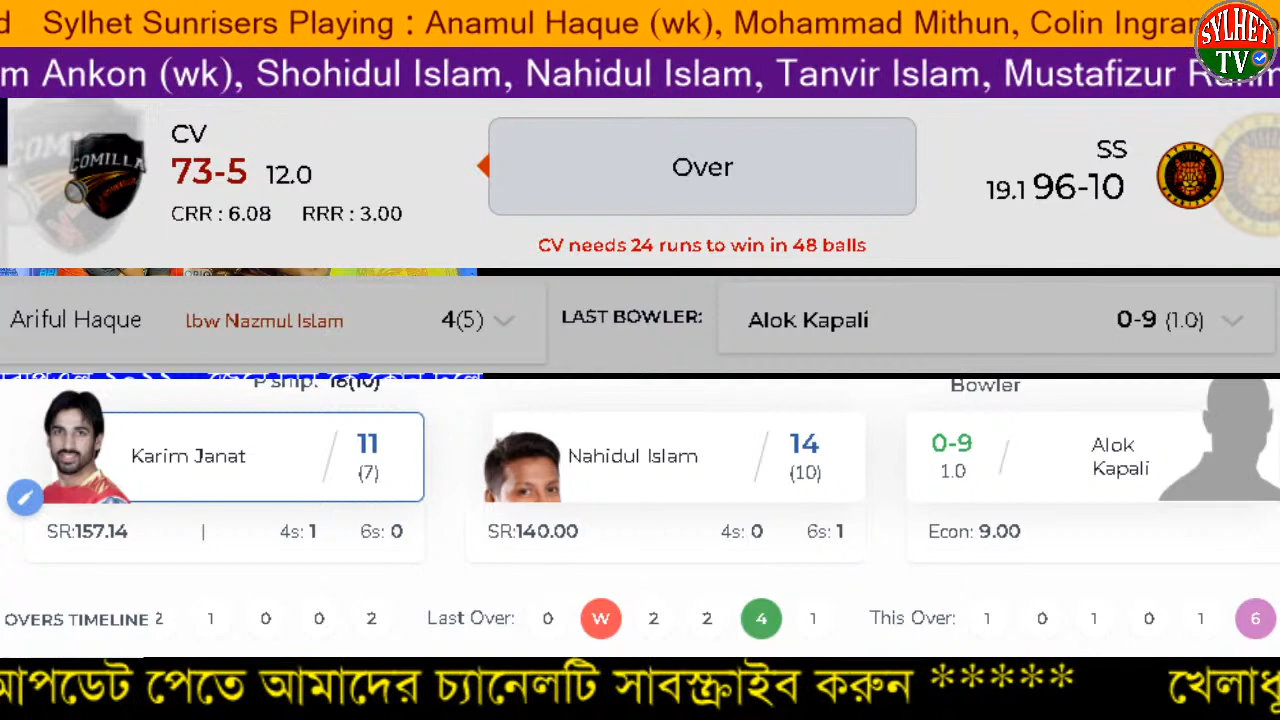 d Sylhet Sunrisers Playing : Anamul Haque (wk), Mohammad Mithun, Colin Ingram
SYLHET
TV
m Ankon (wk), Shohidul Islam, Nahidul Islam, Tanvir Islam, Mustafizur Rahm
COMILLA
CV
73-5 12.0
CRR : 6.08 RRR : 3.00
Over
CV needs 24 runs to win in 48 balls
SS
19.1 96-10
Ariful Haque lbw Nazmul Islam 4(5)
LAST BOWLER: Alok Kapali 0-9 (1.0)
P'ship: 18(10)
Bowler
Karim Janat 11 (7)
SR:157.14 | 4s: 1 6s: 0
Nahidul Islam 14 (10)
SR:140.00 4s: 0 6s: 1
0-9 1.0 Alok Kapali
Econ: 9.00
OVERS TIMELINE 2 1 0 0 2 Last Over: 0 W 2 2 4 1 This Over: 1 0 1 0 1 6
আপডেট পেতে আমাদের চ্যানেলটি সাবস্ক্রাইব করুন ***** খেলাধু